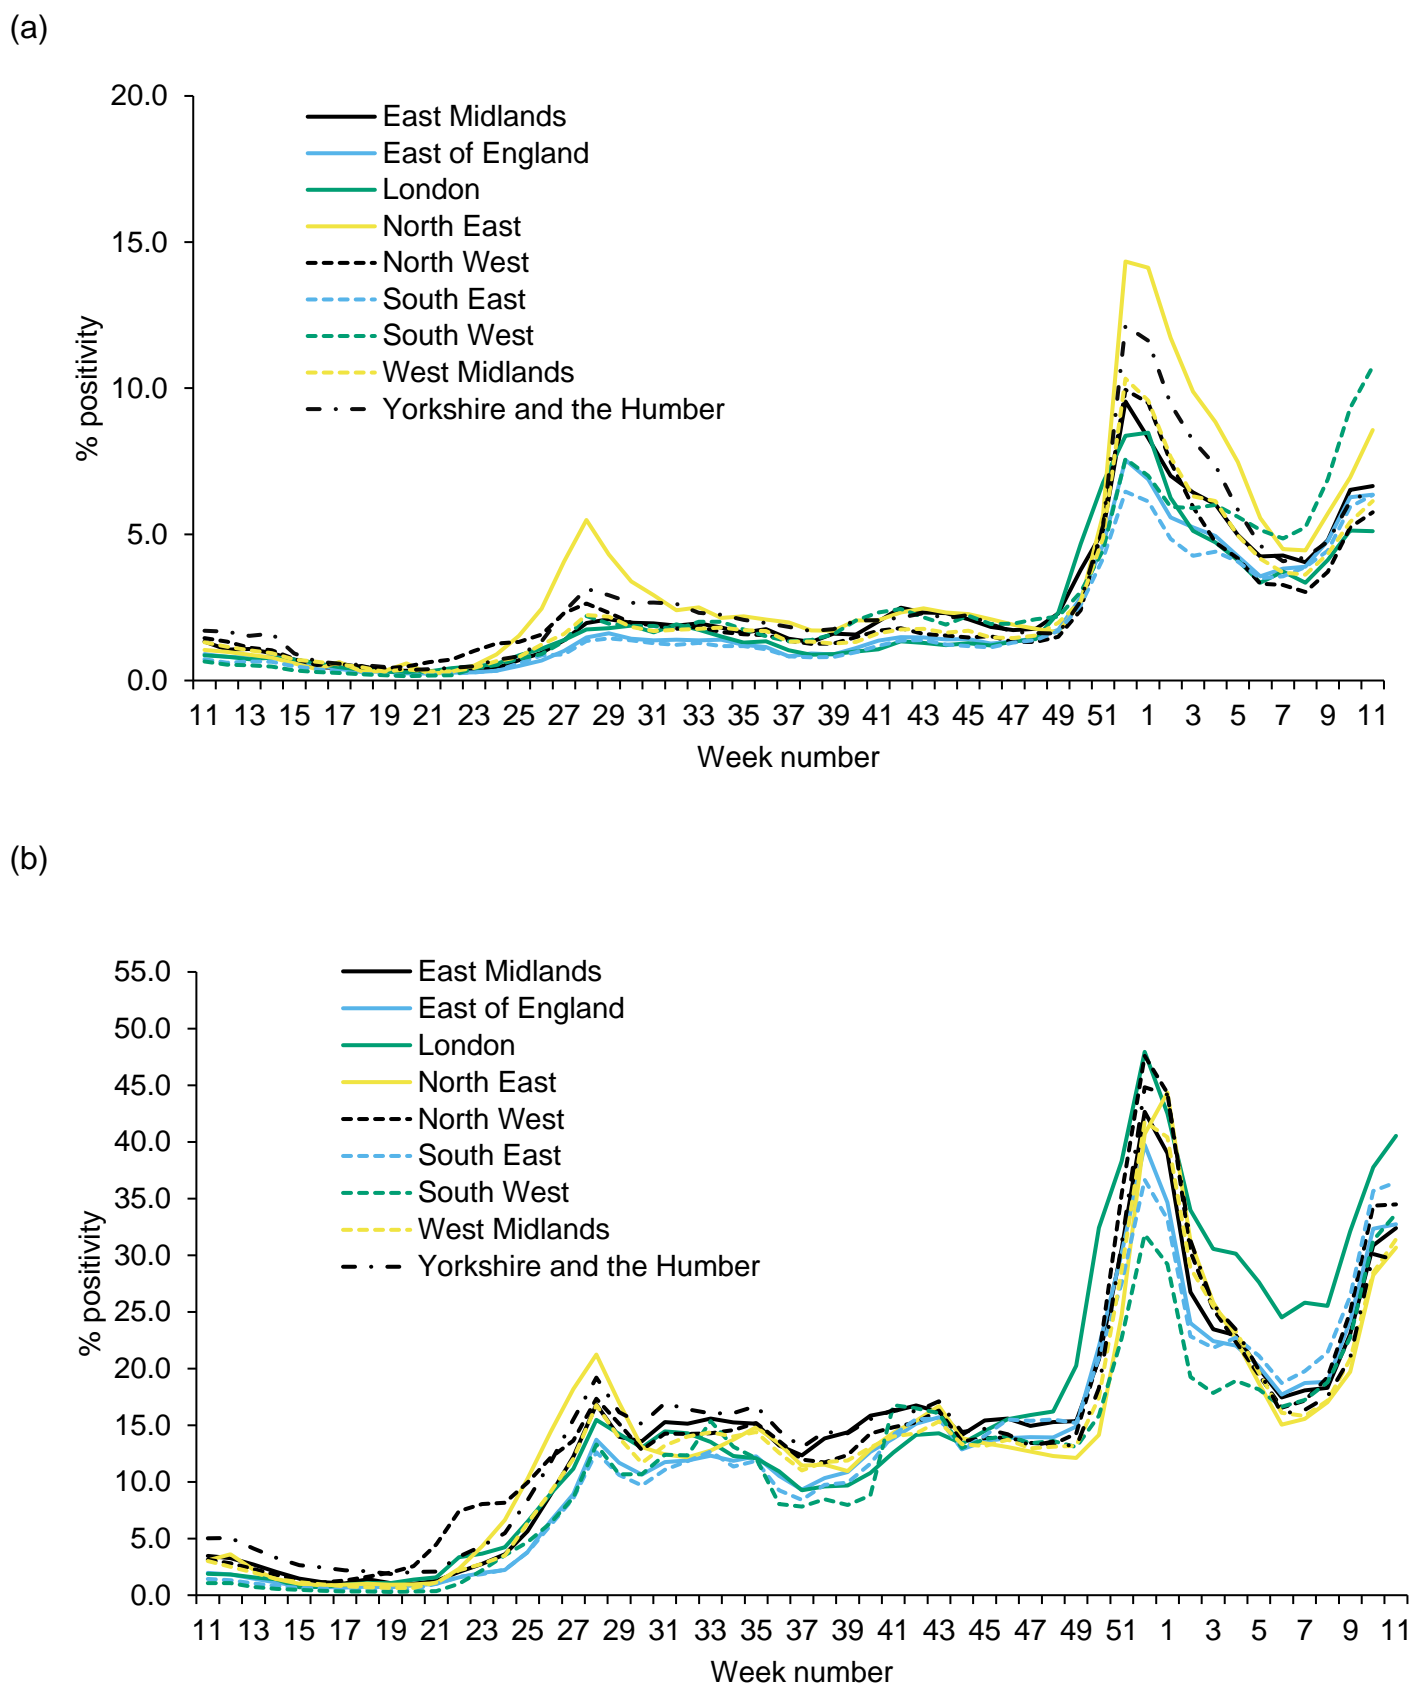 (a)
20.0
15.0
10.0
5.0
0.0
% positivity
East Midlands
East of England
London
North East
North West
South East
South West
West Midlands
Yorkshire and the Humber
11 13 15 17 19 21 23 25 27 29 31 33 35 37 39 41 43 45 47 49 51 1 3 5 7 9 11
Week number
(b)
55.0
50.0
45.0
40.0
35.0
30.0
25.0
20.0
15.0
10.0
5.0
0.0
% positivity
East Midlands
East of England
London
North East
North West
South East
South West
West Midlands
Yorkshire and the Humber
11 13 15 17 19 21 23 25 27 29 31 33 35 37 39 41 43 45 47 49 51 1 3 5 7 9 11
Week number